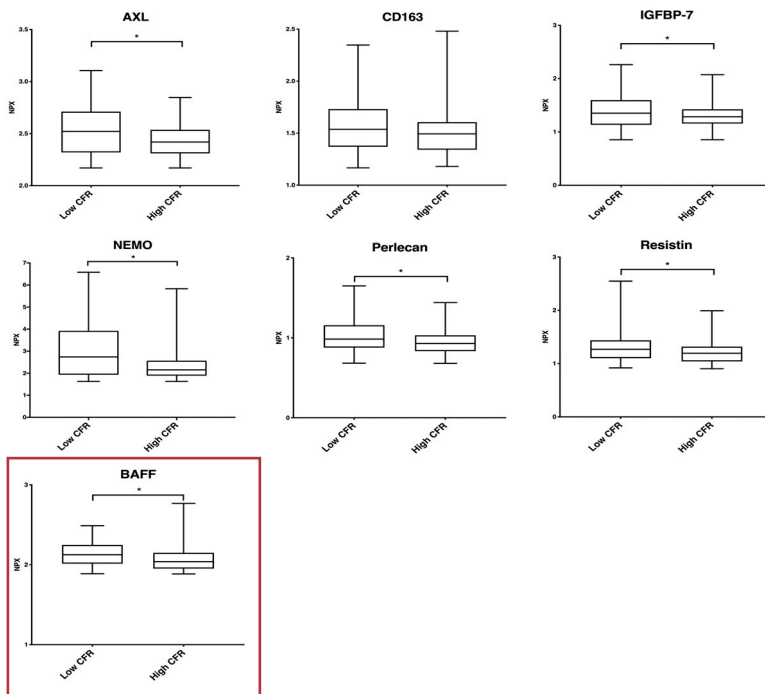 AXL
*
3.5
3.0
2.5
2.0
NPX
Low CFR
High CFR
CD163
2.5
2.0
1.5
1.0
NPX
Low CFR
High CFR
IGFBP-7
*
3
2
1
0
NPX
Low CFR
High CFR
NEMO
*
7
6
5
4
3
2
1
0
NPX
Low CFR
High CFR
Perlecan
*
2
1
0
NPX
Low CFR
High CFR
Resistin
*
3
2
1
0
NPX
Low CFR
High CFR
BAFF
*
3
2
1
NPX
Low CFR
High CFR